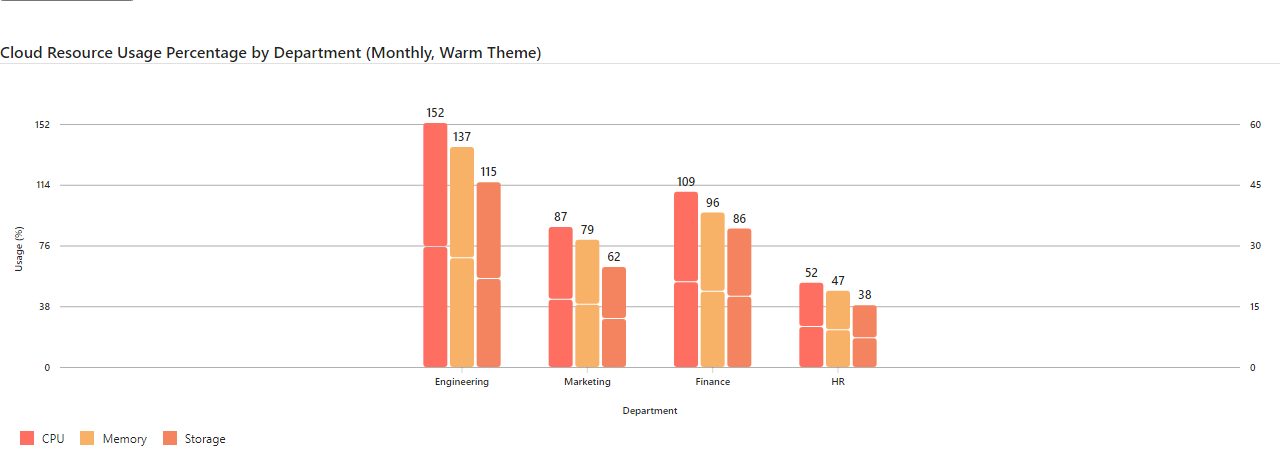 Cloud Resource Usage Percentage by Department (Monthly, Warm Theme)
152
137
115
87
79
62
109
96
86
52
47
38
152
114
76
38
0
60
45
30
15
0
Usage (%)
Engineering
Marketing
Finance
HR
Department
CPU
Memory
Storage